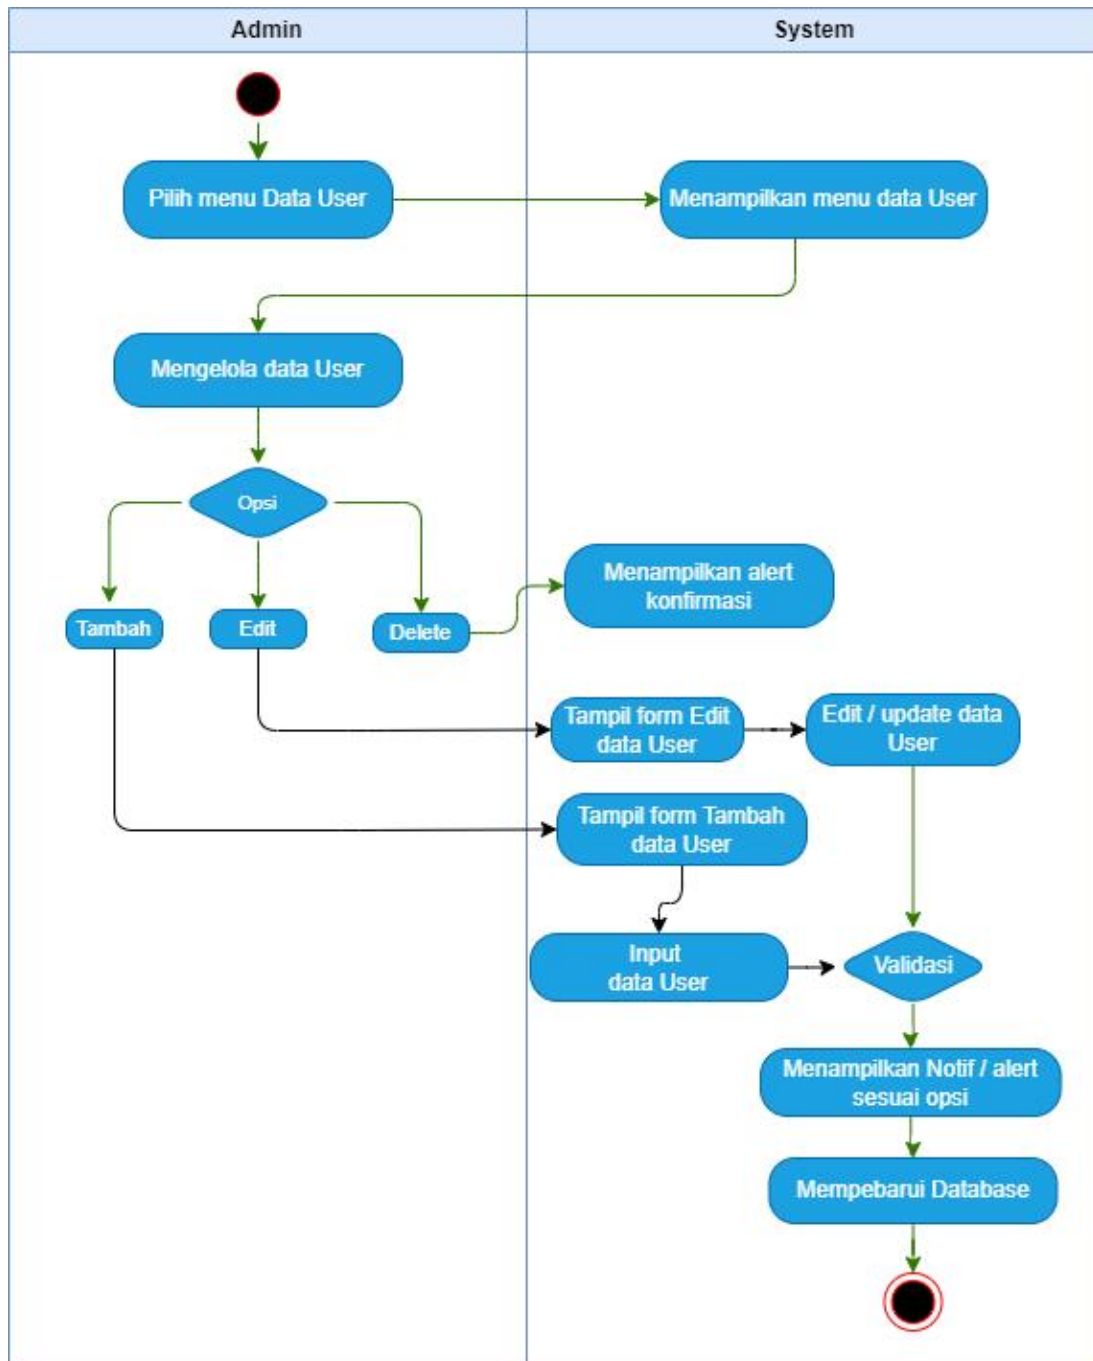 Admin
System
Pilih menu Data User
Menampilkan menu data User
Mengelola data User
Opsi
Menampilkan alert
konfirmasi
Tambah
Edit
Delete
Tampil form Edit
data User
Edit / update data
User
Tampil form Tambah
data User
Input
data User
Validasi
Menampilkan Notif / alert
sesuai opsi
Mempebarui Database